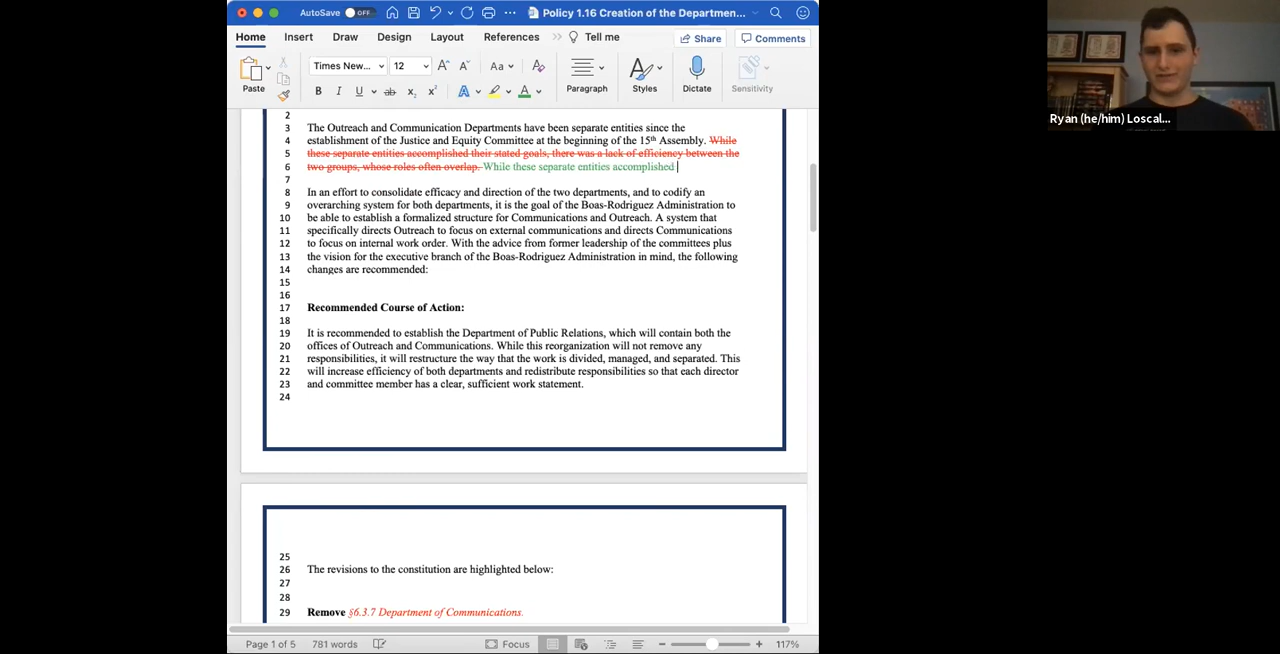 AutoSave OFF Policy 1.16 Creation of the Departmen...
Home Insert Draw Design Layout References Tell me Share Comments
Times New... 12
Paste Paragraph Styles Dictate Sensitivity
2
3 The Outreach and Communication Departments have been separate entities since the
4 establishment of the Justice and Equity Committee at the beginning of the 15th Assembly. While
5 these separate entities accomplished their stated goals, there was a lack of efficiency between the
6 two groups, whose roles often overlap. While these separate entities accomplished
7
8 In an effort to consolidate efficacy and direction of the two departments, and to codify an
9 overarching system for both departments, it is the goal of the Boas-Rodriguez Administration to
10 be able to establish a formalized structure for Communications and Outreach. A system that
11 specifically directs Outreach to focus on external communications and directs Communications
12 to focus on internal work order. With the advice from former leadership of the committees plus
13 the vision for the executive branch of the Boas-Rodriguez Administration in mind, the following
14 changes are recommended:
15
16
17 Recommended Course of Action:
18
19 It is recommended to establish the Department of Public Relations, which will contain both the
20 offices of Outreach and Communications. While this reorganization will not remove any
21 responsibilities, it will restructure the way that the work is divided, managed, and separated. This
22 will increase efficiency of both departments and redistribute responsibilities so that each director
23 and committee member has a clear, sufficient work statement.
24
25
26 The revisions to the constitution are highlighted below:
27
28
29 Remove §6.3.7 Department of Communications.
Page 1 of 5 781 words Focus 117%
Ryan (he/him) Loscal...